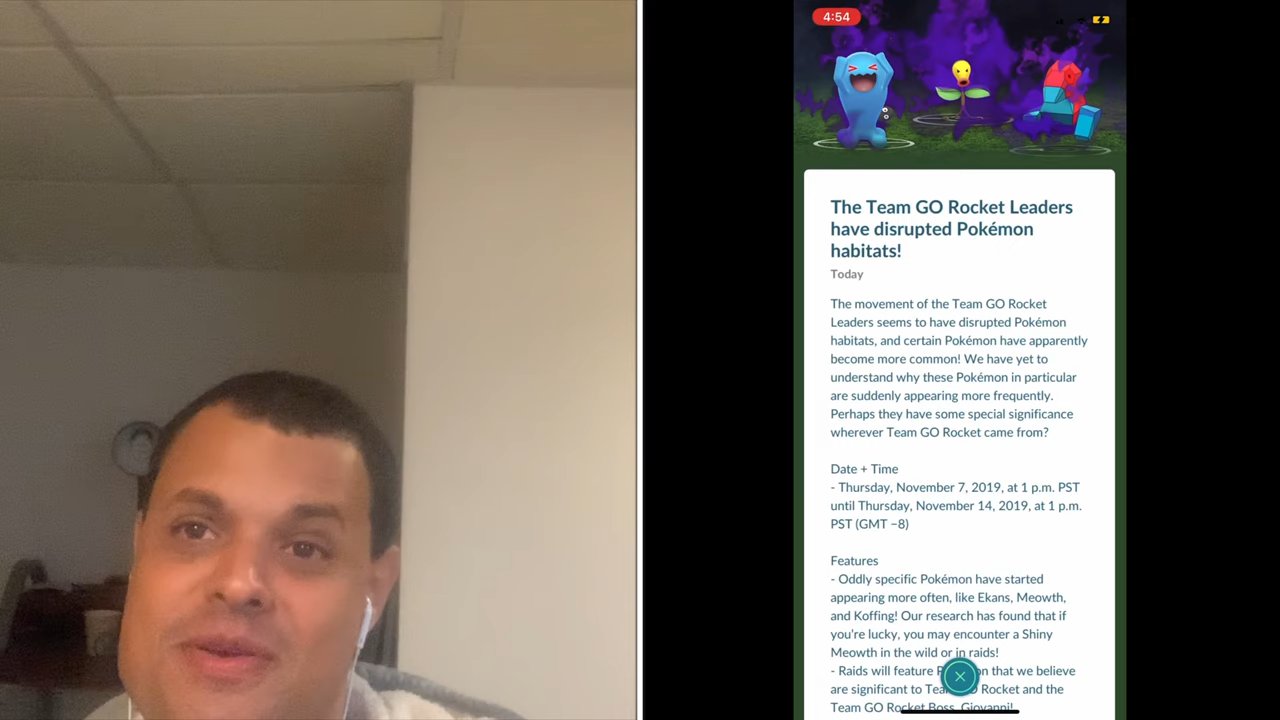 4:54
The Team GO Rocket Leaders
have disrupted Pokémon
habitats!
Today
The movement of the Team GO Rocket
Leaders seems to have disrupted Pokémon
habitats, and certain Pokémon have apparently
become more common! We have yet to
understand why these Pokémon in particular
are suddenly appearing more frequently.
Perhaps they have some special significance
wherever Team GO Rocket came from?
Date + Time
- Thursday, November 7, 2019, at 1 p.m. PST
until Thursday, November 14, 2019, at 1 p.m.
PST (GMT −8)
Features
- Oddly specific Pokémon have started
appearing more often, like Ekans, Meowth,
and Koffing! Our research has found that if
you're lucky, you may encounter a Shiny
Meowth in the wild or in raids!
- Raids will feature that we believe
are significant to Rocket and the
Team GO Rocket Boss, Giovanni!